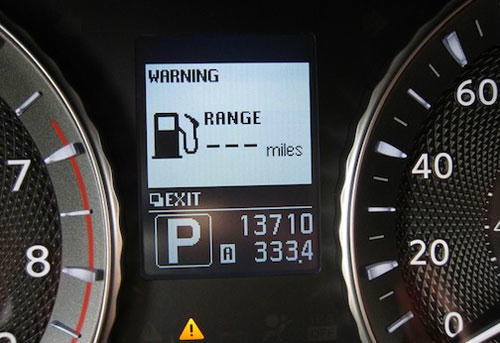 WARNING
RANGE
--- miles
EXIT
P
13710
A 333.4
7
8
60
40
20
0